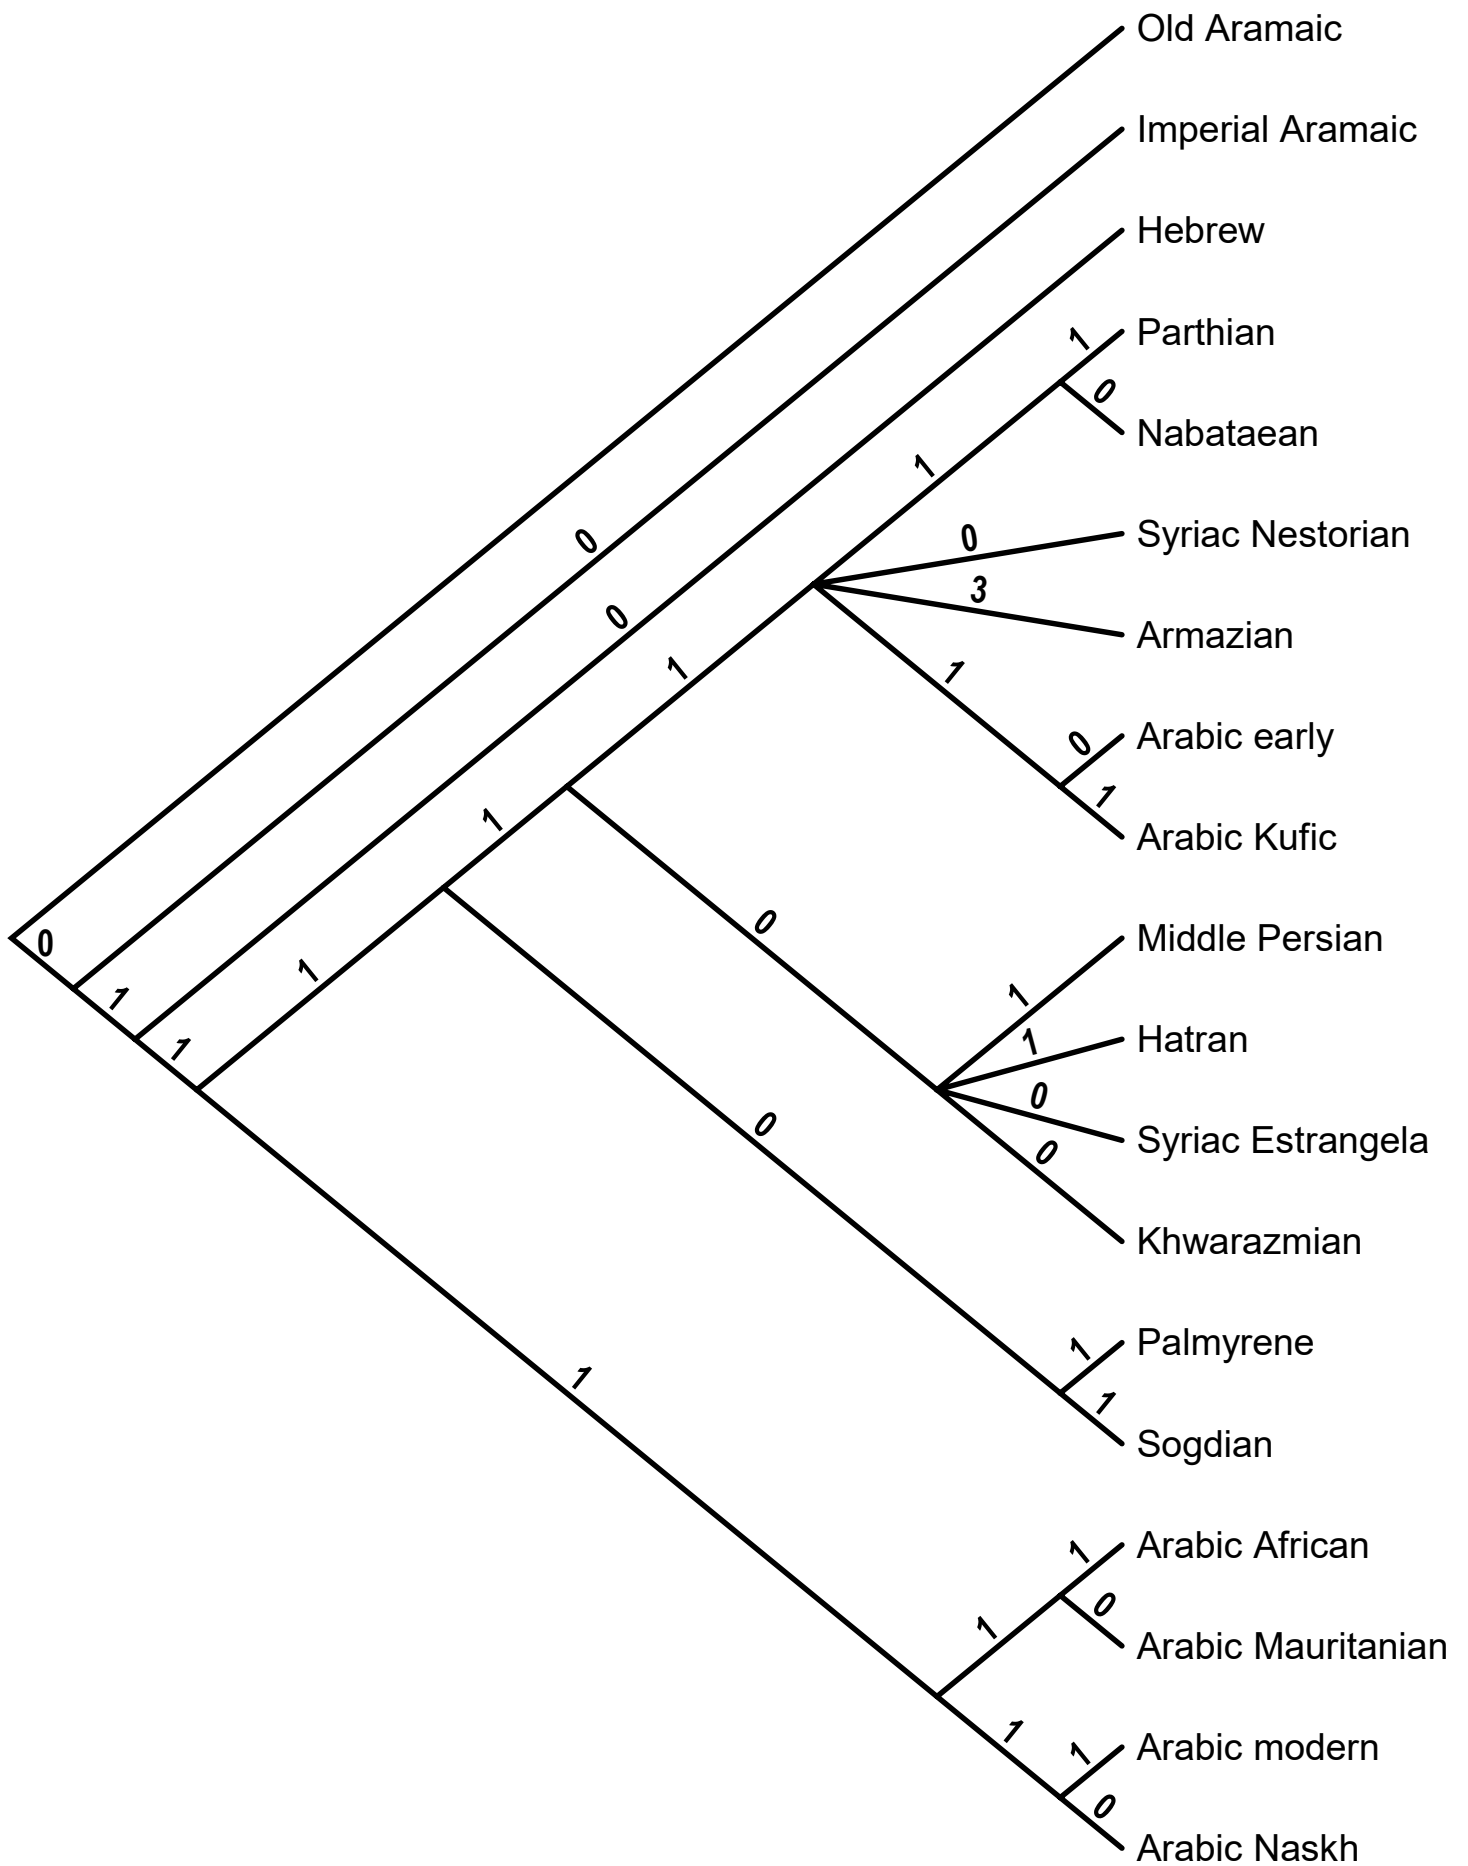 Old Aramaic
Imperial Aramaic
Hebrew
1 Parthian
0
Nabataean
1
0 Syriac Nestorian
0
3
0
Armazian
1
1
0 Arabic early
1
1
Arabic Kufic
0
0 Middle Persian
1
1
1
1 Hatran
1
0
0 Syriac Estrangela
0
Khwarazmian
1 Palmyrene
1
1
Sogdian
1 Arabic African
0
1
Arabic Mauritanian
1
1 Arabic modern
0
Arabic Naskh